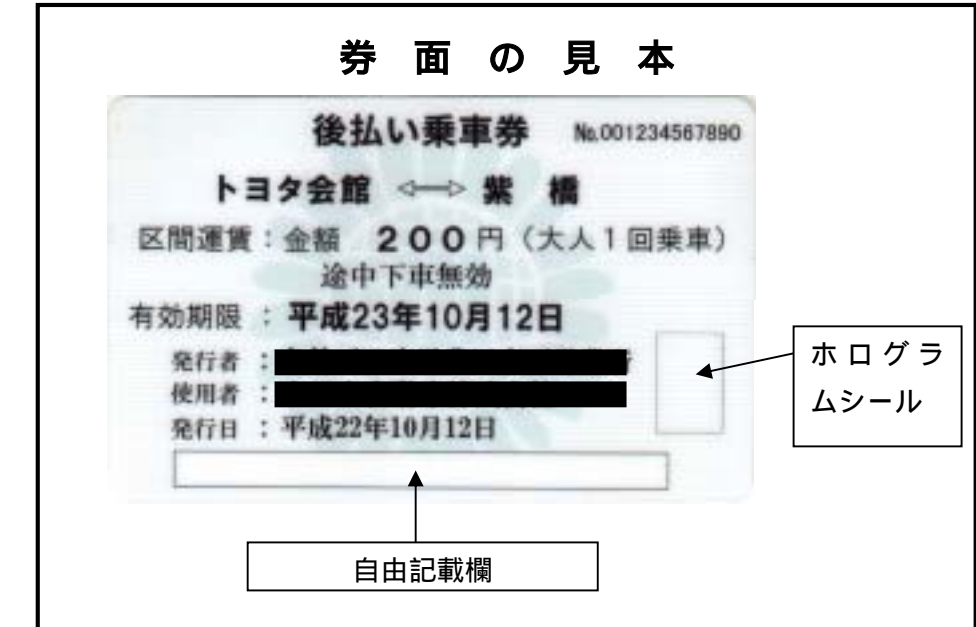 券面の見本
後払い乗車券 No.001234567890
トヨタ会館 ⇔ 紫橋
区間運賃：金額 200円（大人1回乗車）
途中下車無効
有効期限：平成23年10月12日
発行者：
使用者：
発行日：平成22年10月12日
ホログラ
ムシール
自由記載欄